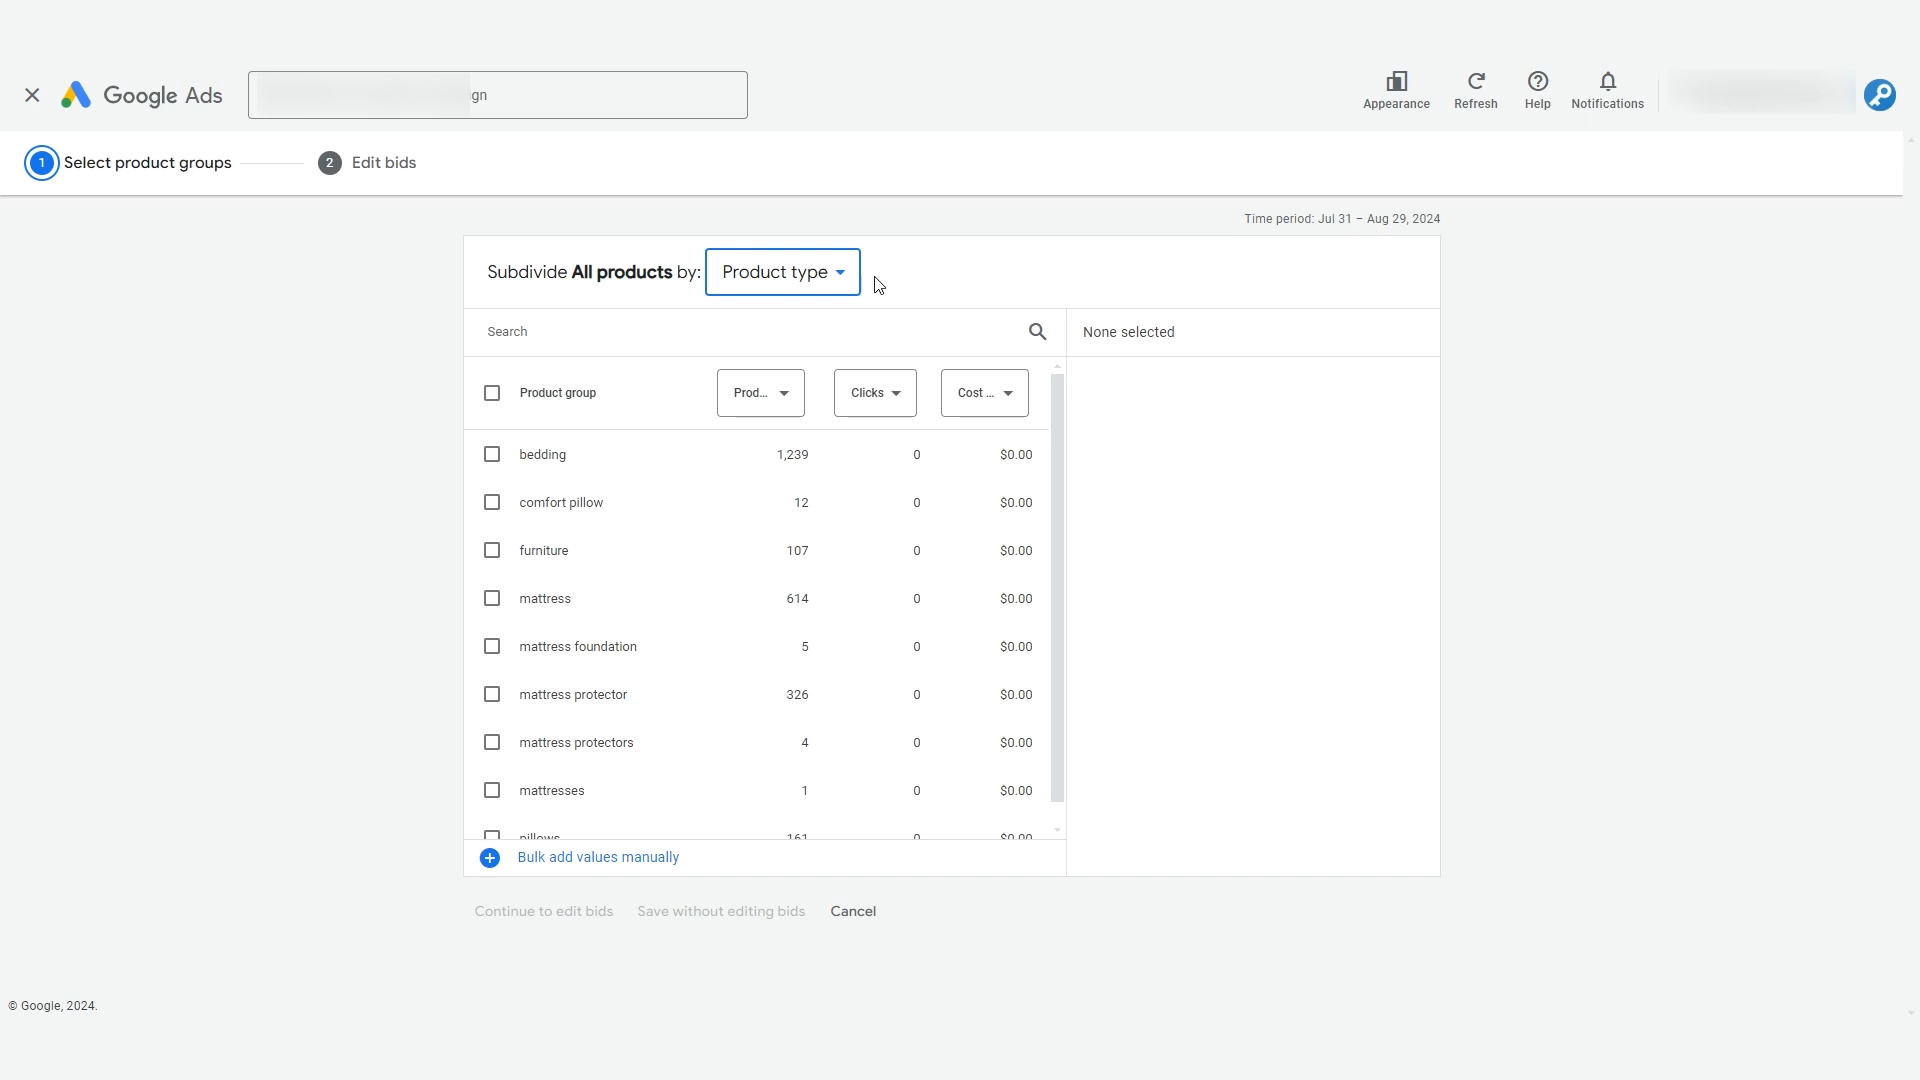 Google Ads
gn
Appearance
Refresh
Help
Notifications
1 Select product groups
2 Edit bids
Time period: Jul 31 – Aug 29, 2024
Subdivide All products by: Product type
Search
None selected
Product group Prod... Clicks Cost ...
bedding 1,239 0 $0.00
comfort pillow 12 0 $0.00
furniture 107 0 $0.00
mattress 614 0 $0.00
mattress foundation 5 0 $0.00
mattress protector 326 0 $0.00
mattress protectors 4 0 $0.00
mattresses 1 0 $0.00
pillows 161 0 $0.00
Bulk add values manually
Continue to edit bids Save without editing bids Cancel
© Google, 2024.